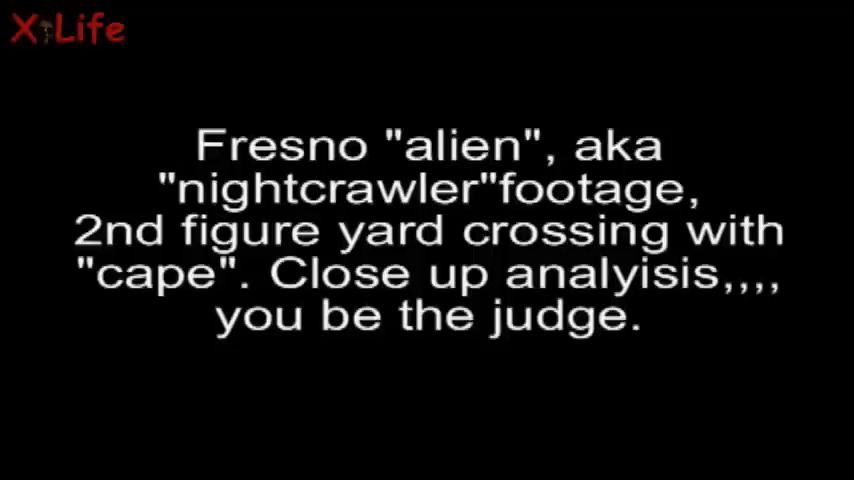 X Life
Fresno "alien", aka
"nightcrawler"footage,
2nd figure yard crossing with
"cape". Close up analyisis,,,,
you be the judge.